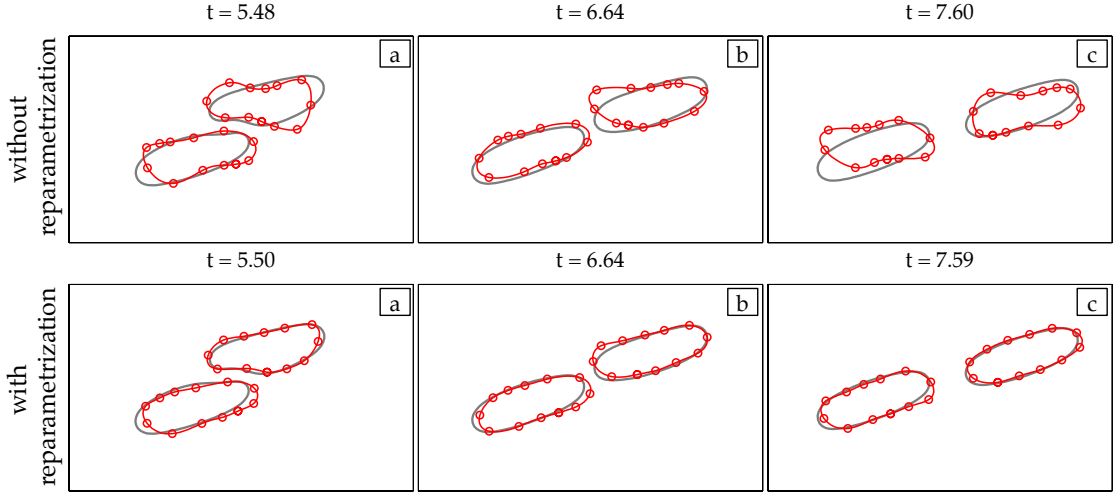 t = 5.48
t = 6.64
t = 7.60
without
reparametrization
a
b
c
t = 5.50
t = 6.64
t = 7.59
with
reparametrization
a
b
c